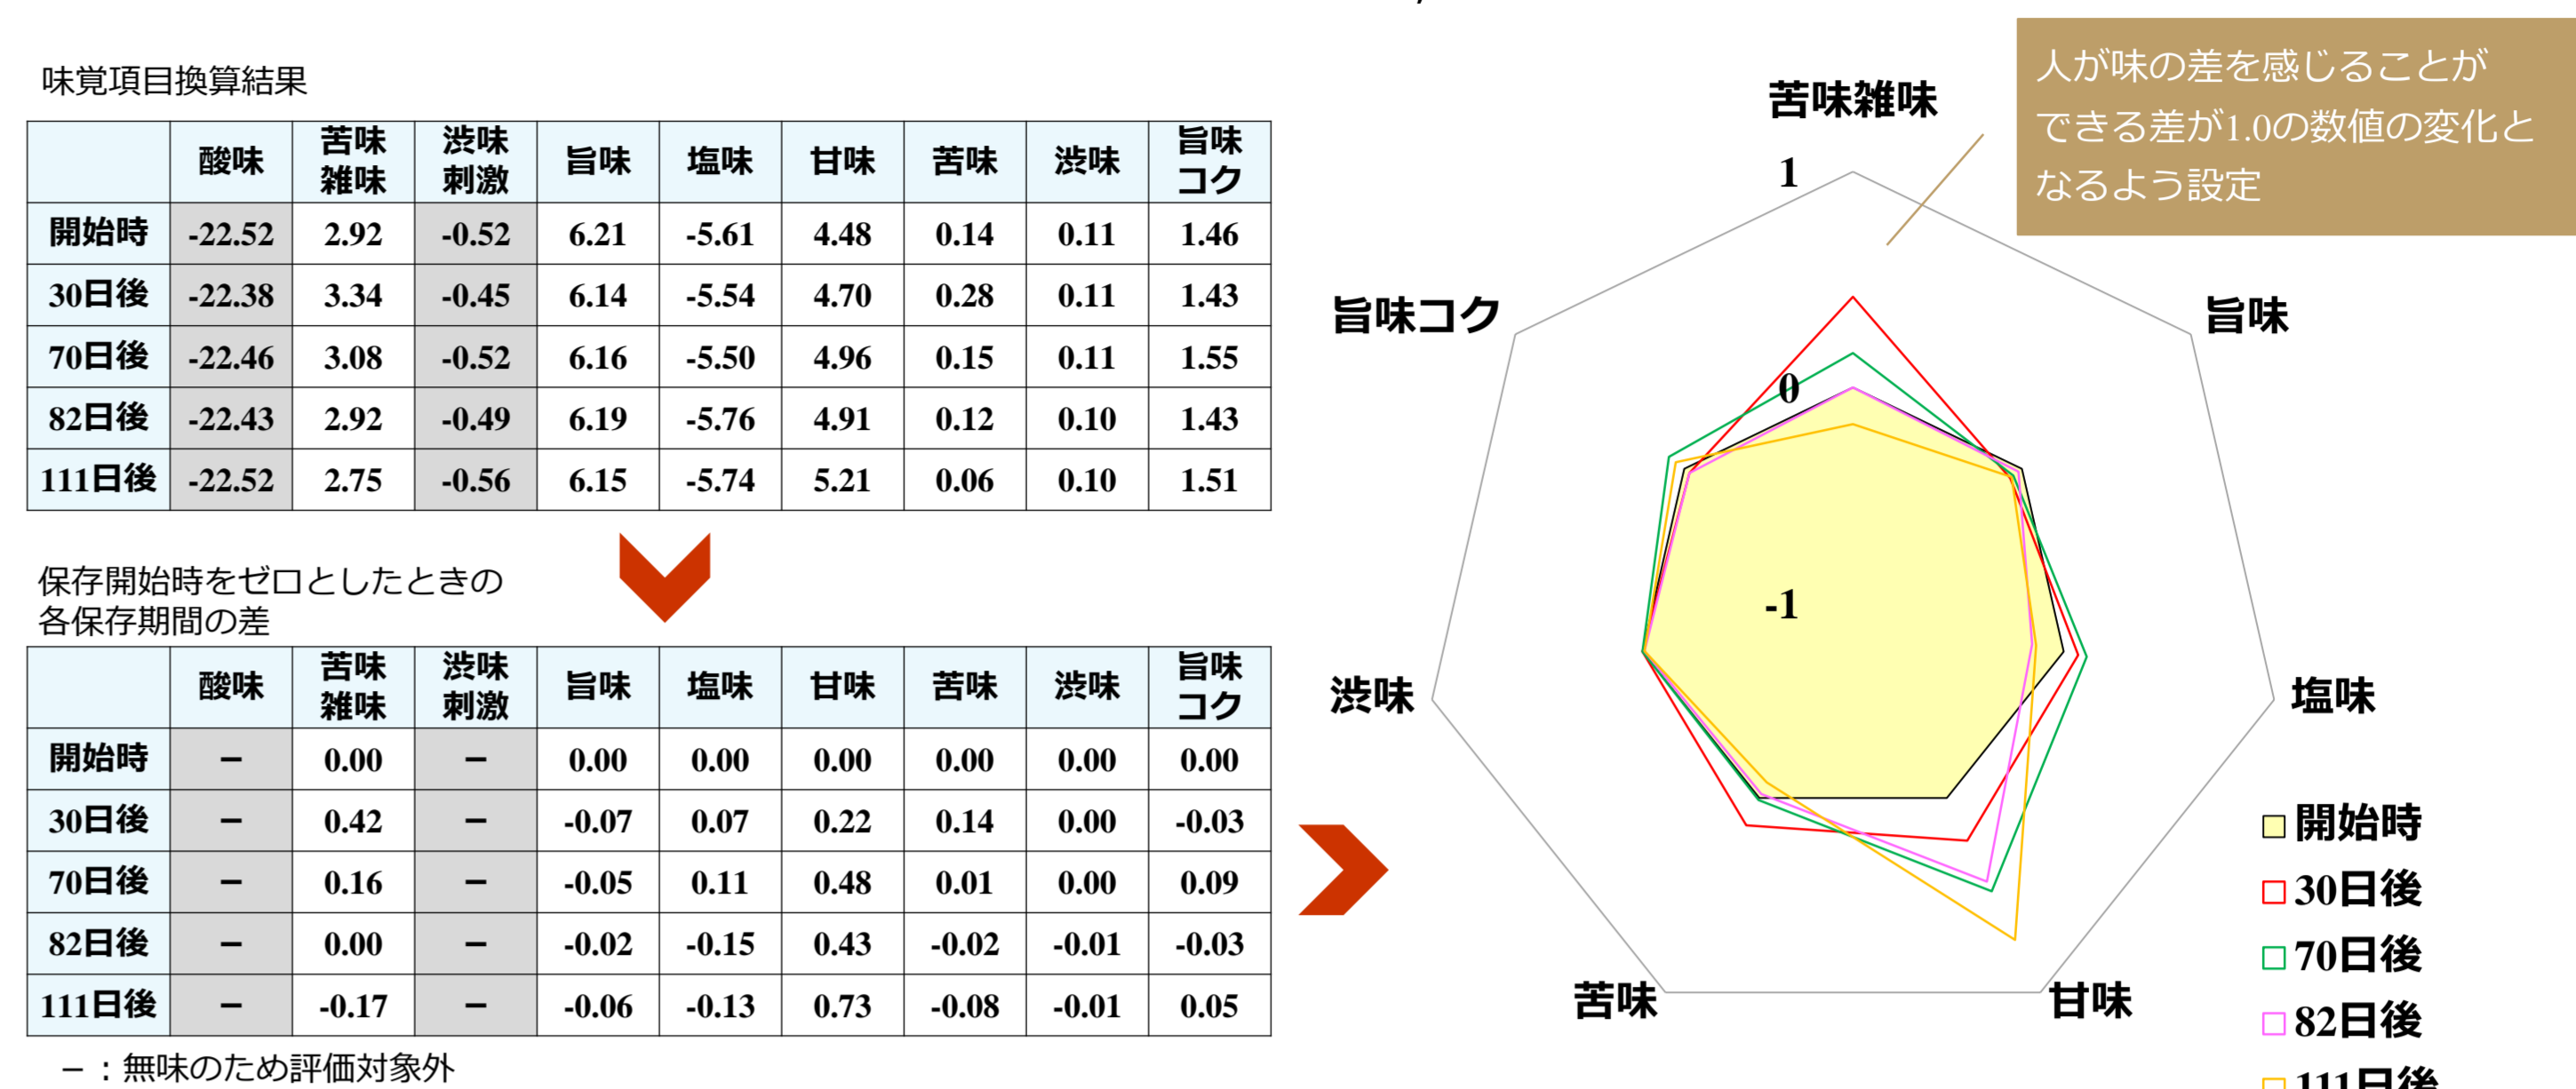 味覚項目換算結果
酸味 苦味雑味 渋味刺激 旨味 塩味 甘味 苦味 渋味 旨味コク
開始時 -22.52 2.92 -0.52 6.21 -5.61 4.48 0.14 0.11 1.46
30日後 -22.38 3.34 -0.45 6.14 -5.54 4.70 0.28 0.11 1.43
70日後 -22.46 3.08 -0.52 6.16 -5.50 4.96 0.15 0.11 1.55
82日後 -22.43 2.92 -0.49 6.19 -5.76 4.91 0.12 0.10 1.43
111日後 -22.52 2.75 -0.56 6.15 -5.74 5.21 0.06 0.10 1.51
保存開始時をゼロとしたときの
各保存期間の差
酸味 苦味雑味 渋味刺激 旨味 塩味 甘味 苦味 渋味 旨味コク
開始時 － 0.00 － 0.00 0.00 0.00 0.00 0.00 0.00
30日後 － 0.42 － -0.07 0.07 0.22 0.14 0.00 -0.03
70日後 － 0.16 － -0.05 0.11 0.48 0.01 0.00 0.09
82日後 － 0.00 － -0.02 -0.15 0.43 -0.02 -0.01 -0.03
111日後 － -0.17 － -0.06 -0.13 0.73 -0.08 -0.01 0.05
－：無味のため評価対象外
人が味の差を感じることが
できる差が1.0の数値の変化と
なるよう設定
苦味雑味
1
旨味コク
旨味
0
-1
渋味
塩味
苦味
甘味
開始時
30日後
70日後
82日後
111日後